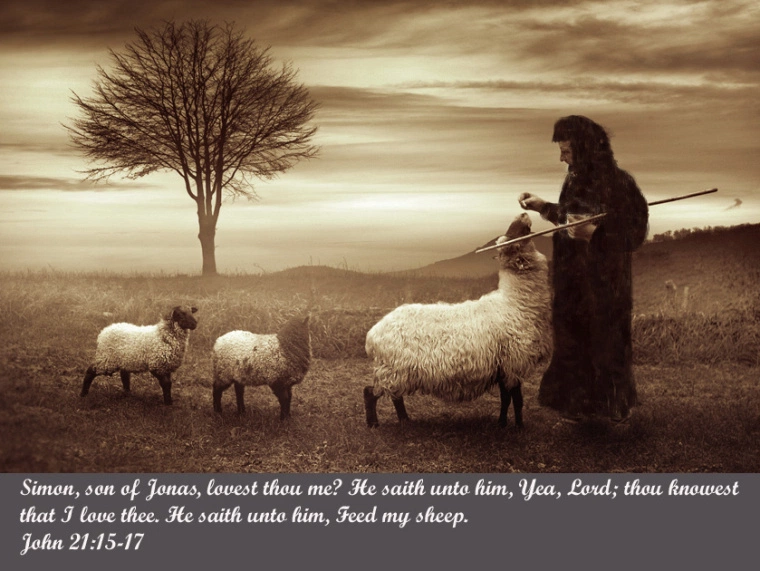 Simon, son of Jonas, lovest thou me? He saith unto him, Yea, Lord; thou knowest
that I love thee. He saith unto him, Feed my sheep.
John 21:15-17